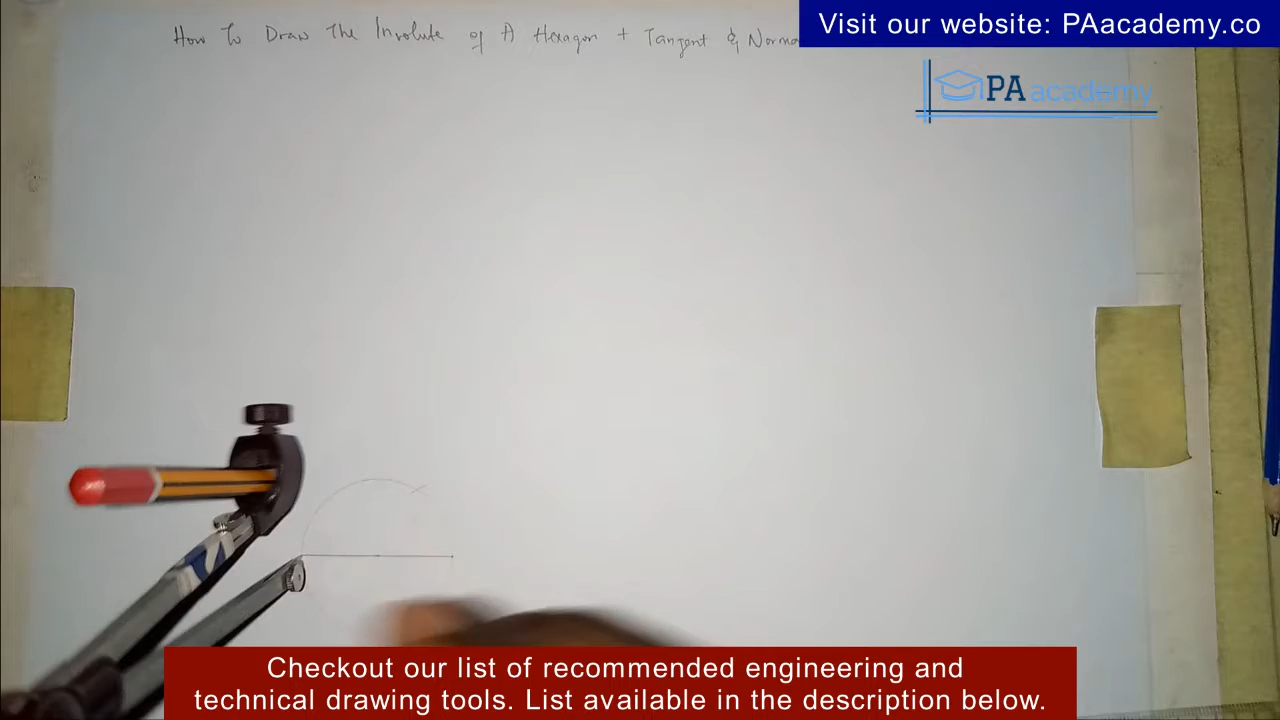 How To Draw The Involute of A Hexagon + Tangent & Norma
Visit our website: PAacademy.co
PA academy
Checkout our list of recommended engineering and
technical drawing tools. List available in the description below.